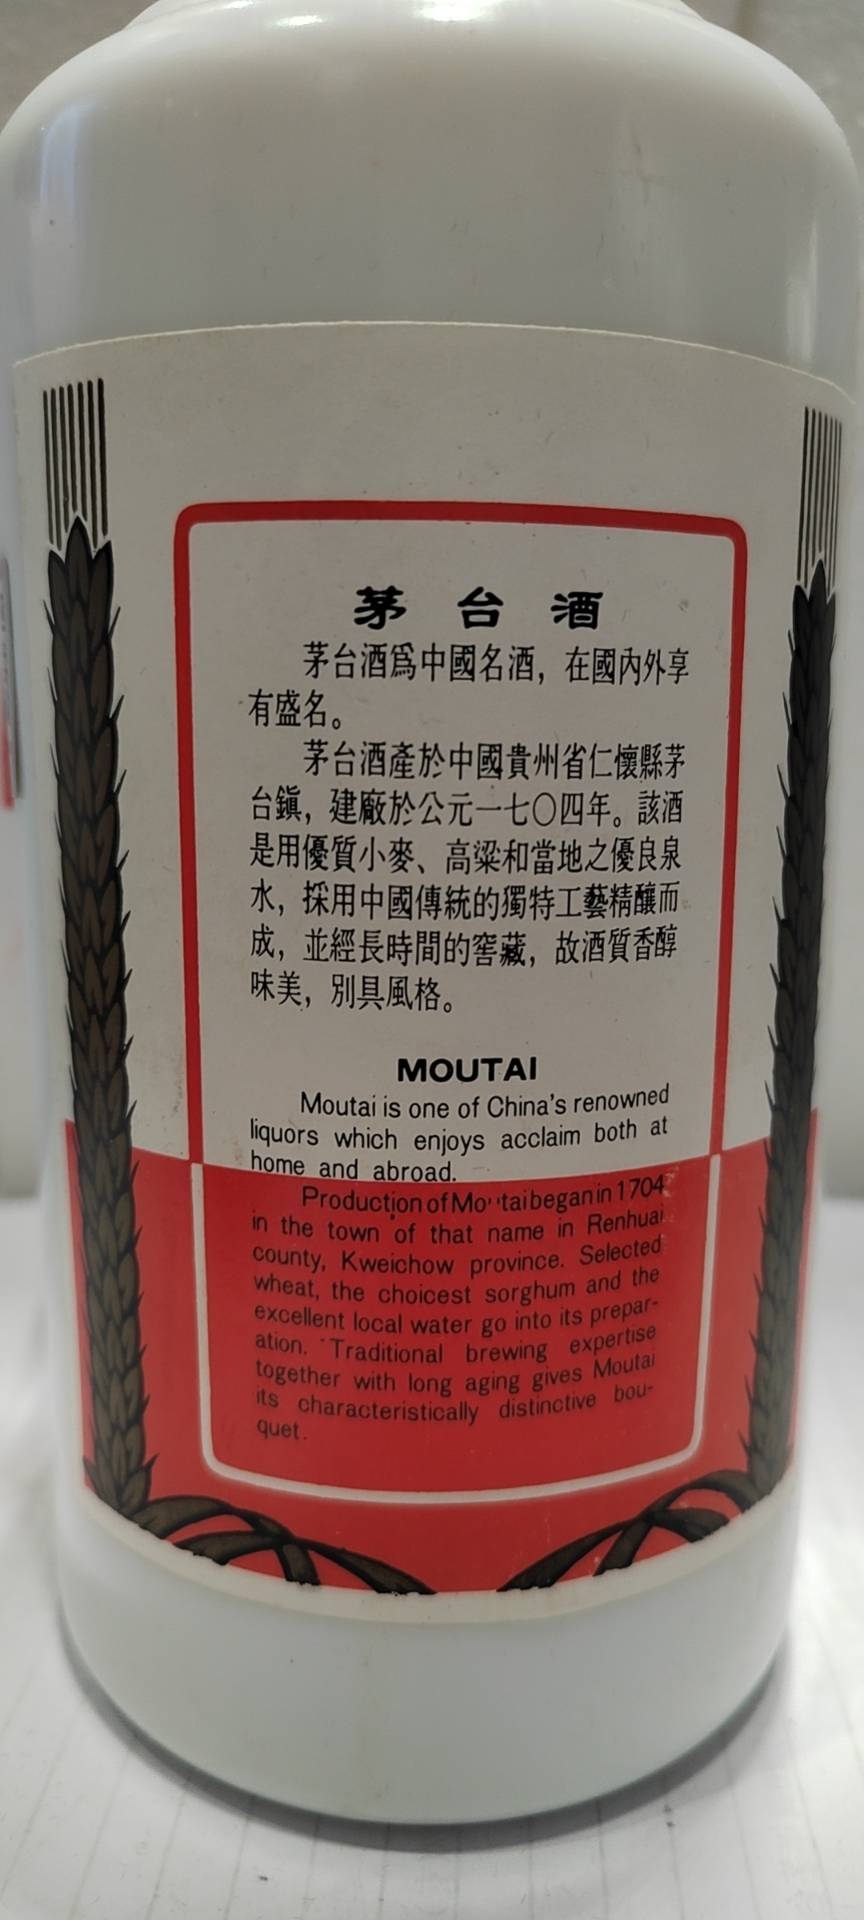 茅台酒
茅台酒爲中國名酒，在國內外享
有盛名。
茅台酒產於中國貴州省仁懷縣茅
台鎭，建廠於公元一七〇四年。該酒
是用優質小麥、高粱和當地之優良泉
水，採用中國傳統的獨特工藝精釀而
成，並經長時間的窖藏，故酒質香醇
味美，別具風格。
MOUTAI
Moutai is one of China's renowned
liquors which enjoys acclaim both at
home and abroad.
Production of Moutai began in 1704
in the town of that name in Renhuai
county, Kweichow province. Selected
wheat, the choicest sorghum and the
excellent local water go into its prepar-
ation. Traditional brewing expertise
together with long aging gives Moutai
its characteristically distinctive bou-
quet.